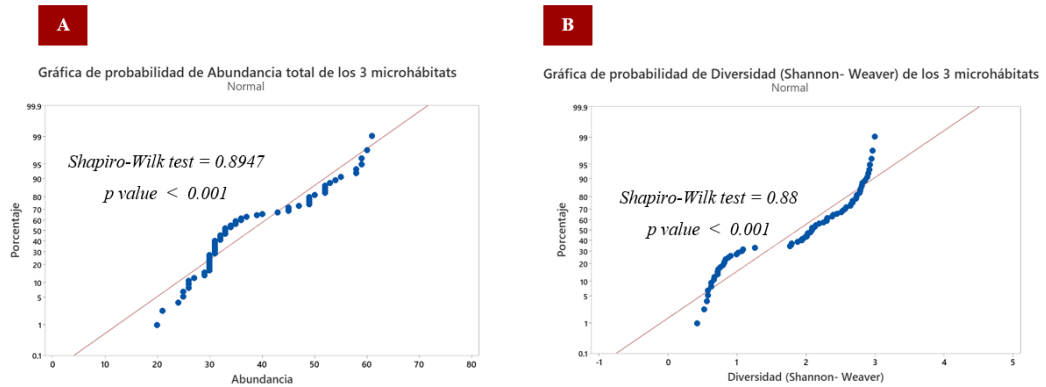 A
Gráfica de probabilidad de Abundancia total de los 3 microhábitats
Normal
99.9
99
95
90
80
70
60
50
40
30
20
10
5
1
0.1
Porcentaje
Shapiro-Wilk test = 0.8947
p value < 0.001
0 10 20 30 40 50 60 70 80
Abundancia
B
Gráfica de probabilidad de Diversidad (Shannon- Weaver) de los 3 microhábitats
Normal
99.9
99
95
90
80
70
60
50
40
30
20
10
5
1
0.1
Porcentaje
Shapiro-Wilk test = 0.88
p value < 0.001
-1 0 1 2 3 4 5
Diversidad (Shannon- Weaver)